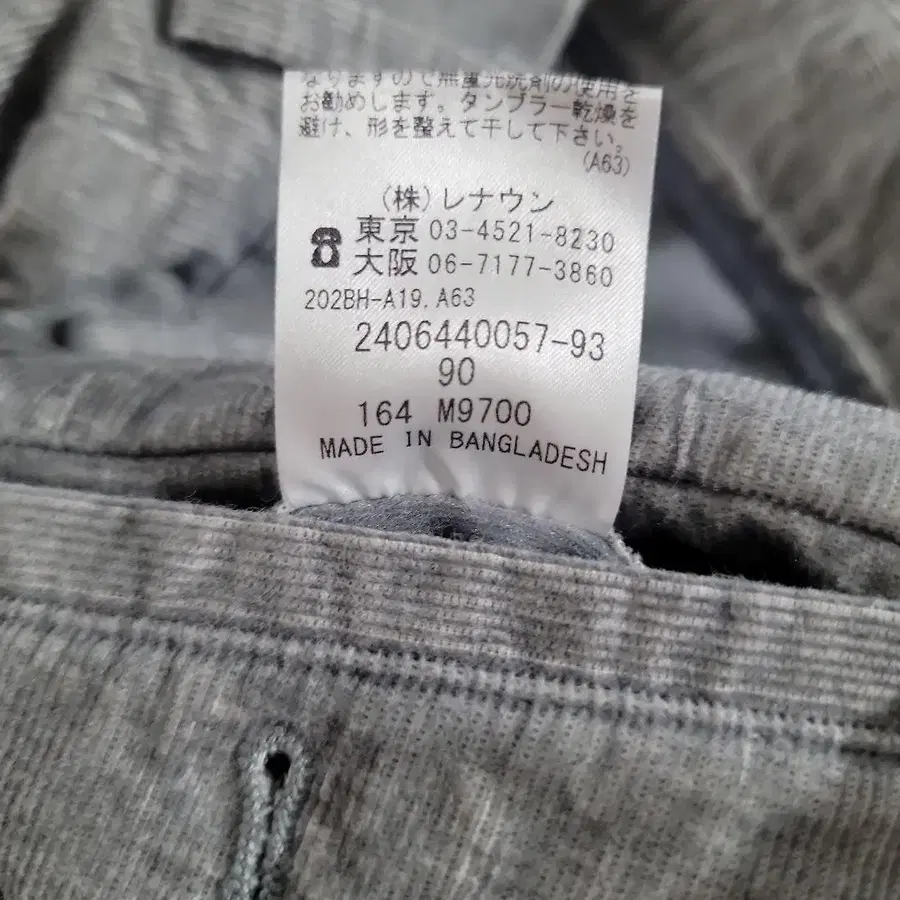 なりますので無蛍光洗剤の使用を
お勧めします。タンブラー乾燥を
避け、形を整えて干して下さい。
(A63)
(株)レナウン
☎ 東京 03-4521-8230
大阪 06-7177-3860
202BH-A19.A63
2406440057-93
90
164 M9700
MADE IN BANGLADESH